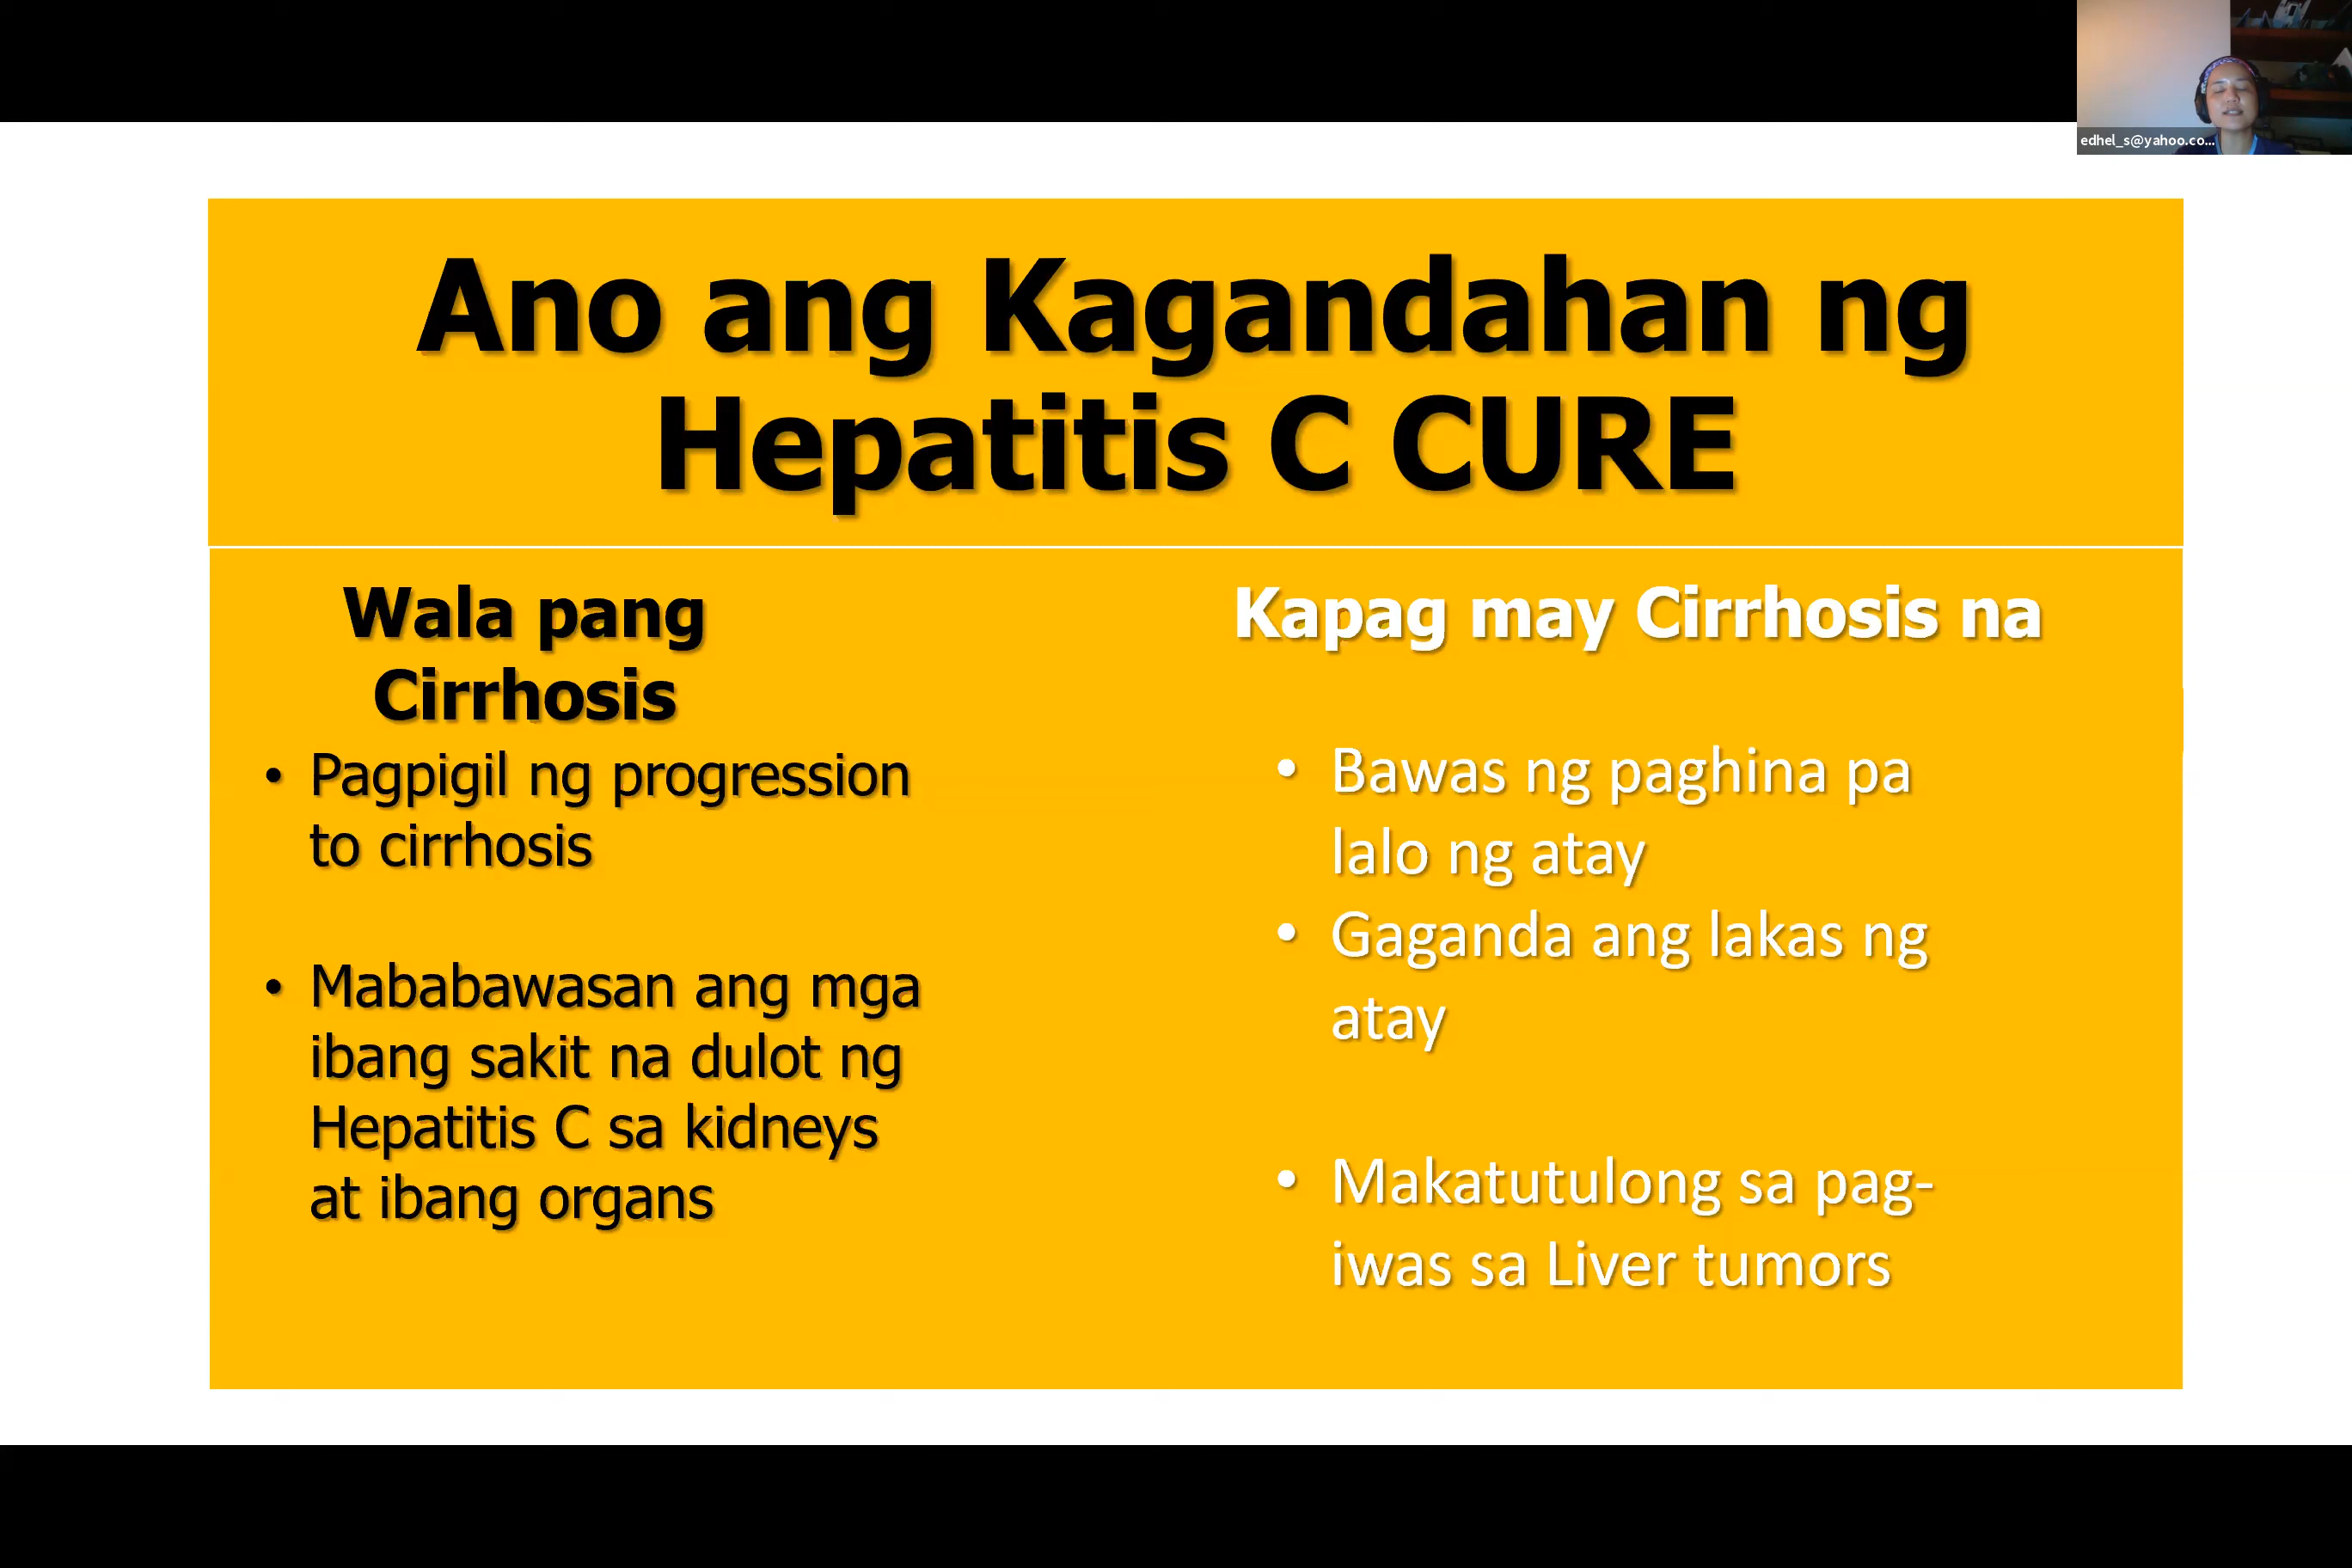 edhel_s@yahoo.co...
Ano ang Kagandahan ng
Hepatitis C CURE
Wala pang
Cirrhosis
• Pagpigil ng progression
to cirrhosis
• Mababawasan ang mga
ibang sakit na dulot ng
Hepatitis C sa kidneys
at ibang organs
Kapag may Cirrhosis na
• Bawas ng paghina pa
lalo ng atay
• Gaganda ang lakas ng
atay
• Makatutulong sa pag-
iwas sa Liver tumors